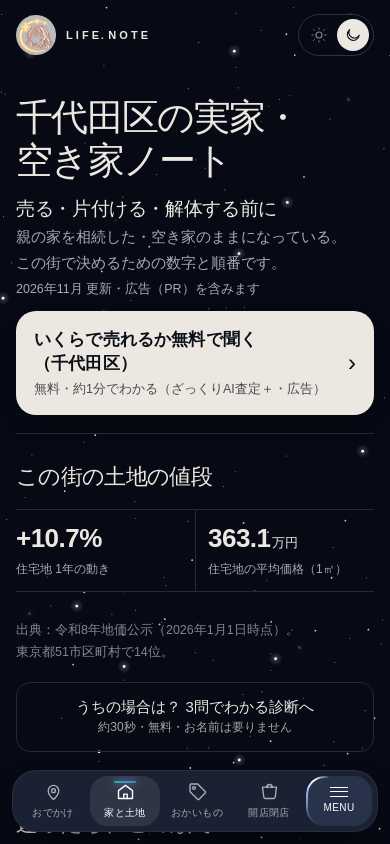 LIFE.NOTE
千代田区の実家・
空き家ノート
売る・片付ける・解体する前に
親の家を相続した・空き家のままになっている。
この街で決めるための数字と順番です。
2026年11月 更新・広告（PR）を含みます
いくらで売れるか無料で聞く
（千代田区）
無料・約1分でわかる（ざっくりAI査定＋・広告）
›
この街の土地の値段
+10.7%
住宅地 1年の動き
363.1万円
住宅地の平均価格（1㎡）
出典：令和8年地価公示（2026年1月1日時点）。
東京都51市区町村で14位。
うちの場合は？ 3問でわかる診断へ
約30秒・無料・お名前は要りません
おでかけ
家と土地
おかいもの
開店閉店
MENU